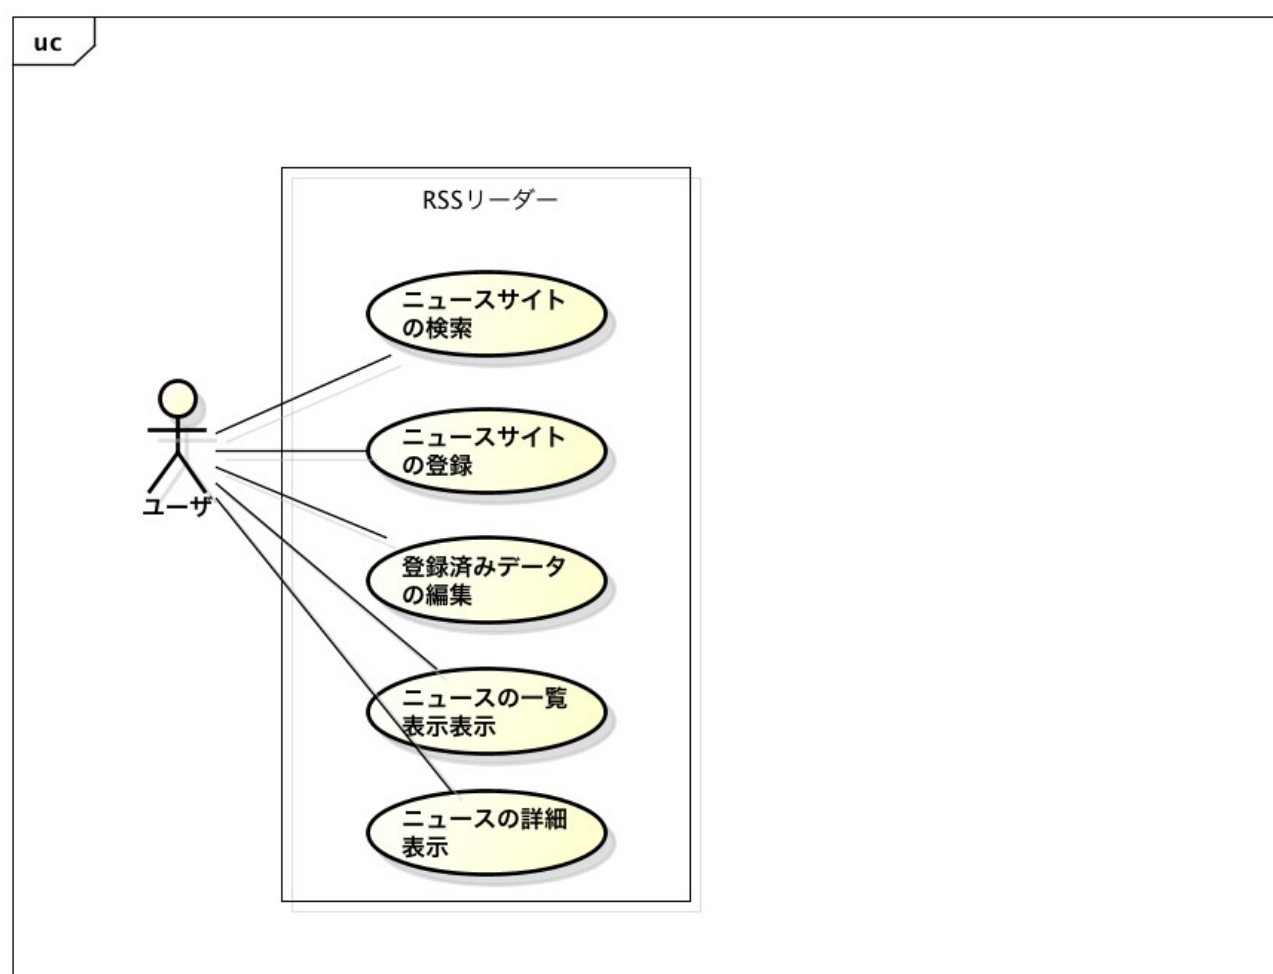 uc
RSSリーダー
ニュースサイト
の検索
ニュースサイト
の登録
ユーザ
登録済みデータ
の編集
ニュースの一覧
表示表示
ニュースの詳細
表示